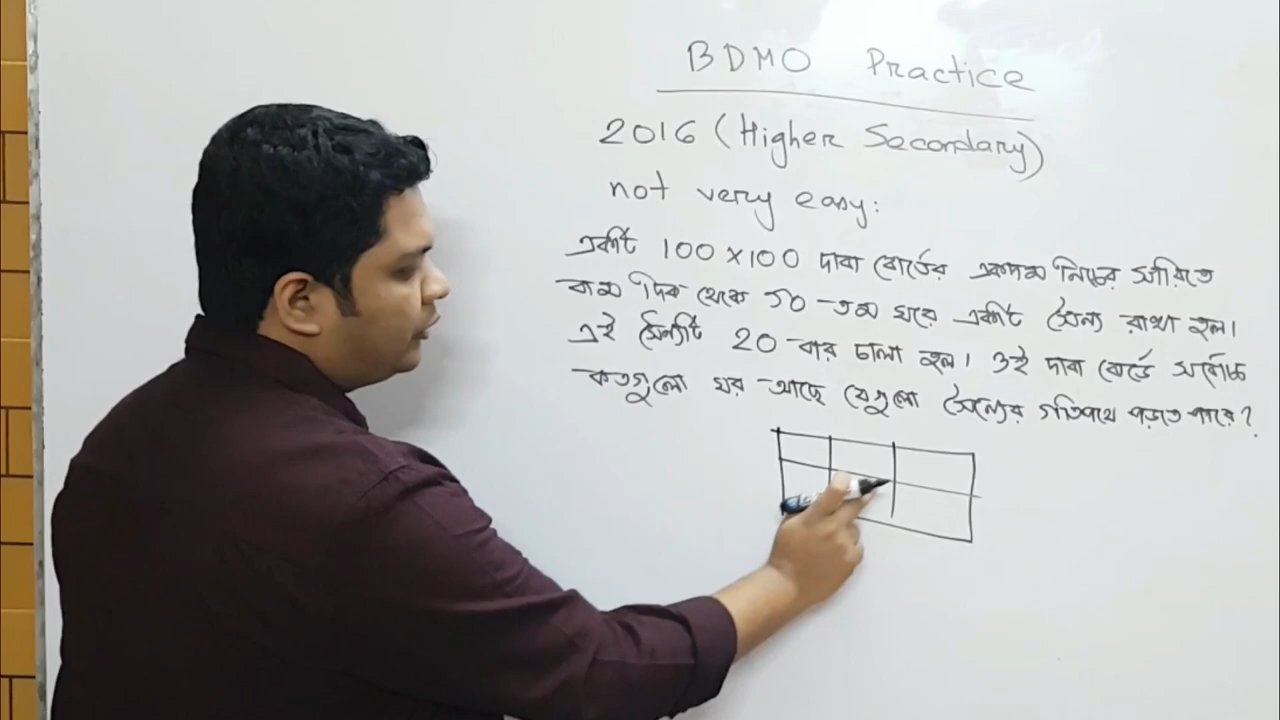 BDMO Practice
2016 (Higher Secondary)
not very easy:
একটি 100 x 100 দাবা বোর্ডের একদম নিচের সারিতে
বাম দিক থেকে ৫০ -তম ঘরে একটি সৈন্য রাখা হল।
এই সৈন্যটি 20 -বার চালা হল। ওই দাবা বোর্ডে সর্বোচ্চ
কতগুলো ঘর আছে যেগুলো সৈন্যের গতিপথে পড়তে পারে?